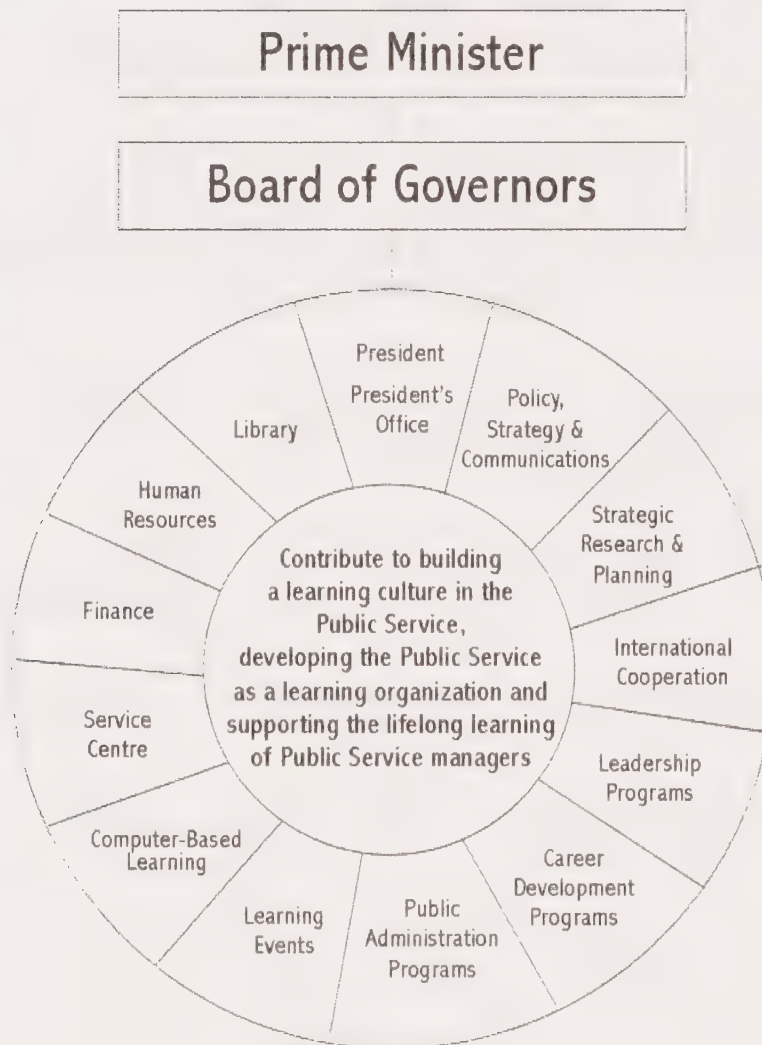 Prime Minister
Board of Governors
President
President's
Office
Policy,
Strategy &
Communications
Strategic
Research &
Planning
International
Cooperation
Leadership
Programs
Career
Development
Programs
Public
Administration
Programs
Learning
Events
Computer-Based
Learning
Service
Centre
Finance
Human
Resources
Library
Contribute to building
a learning culture in the
Public Service,
developing the Public Service
as a learning organization and
supporting the lifelong learning
of Public Service managers